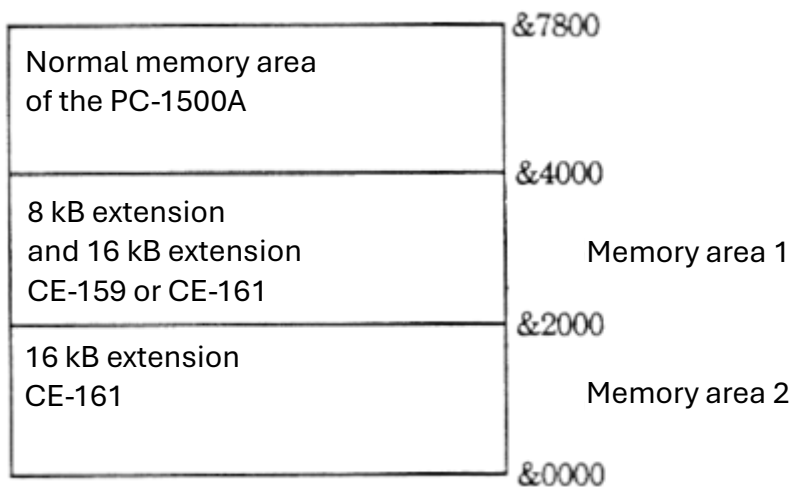 &7800
Normal memory area
of the PC-1500A
&4000
8 kB extension
and 16 kB extension
CE-159 or CE-161
Memory area 1
&2000
16 kB extension
CE-161
Memory area 2
&0000